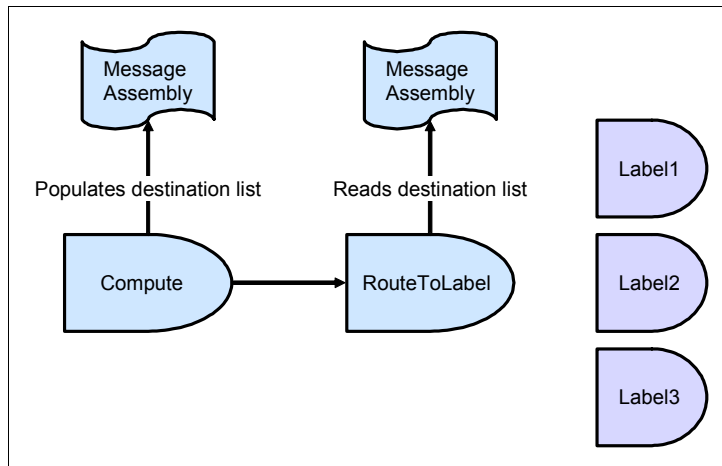 Message
Assembly
Message
Assembly
Populates destination list
Reads destination list
Label1
Compute
RouteToLabel
Label2
Label3